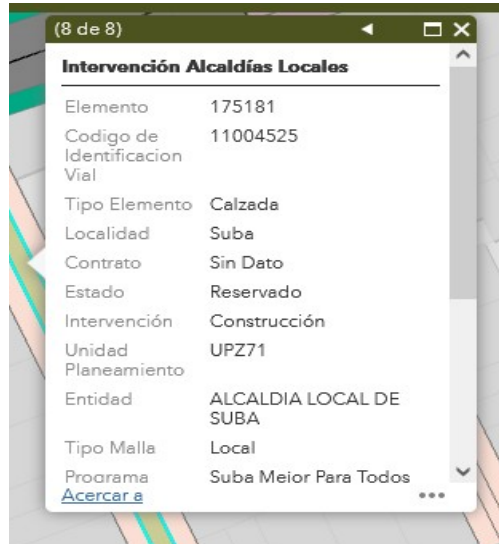 (8 de 8)
Intervención Alcaldías Locales
Elemento 175181
Codigo de Identificacion Vial 11004525
Tipo Elemento Calzada
Localidad Suba
Contrato Sin Dato
Estado Reservado
Intervención Construcción
Unidad Planeamiento UPZ71
Entidad ALCALDIA LOCAL DE SUBA
Tipo Malla Local
Programa Suba Mejor Para Todos
Acercar a